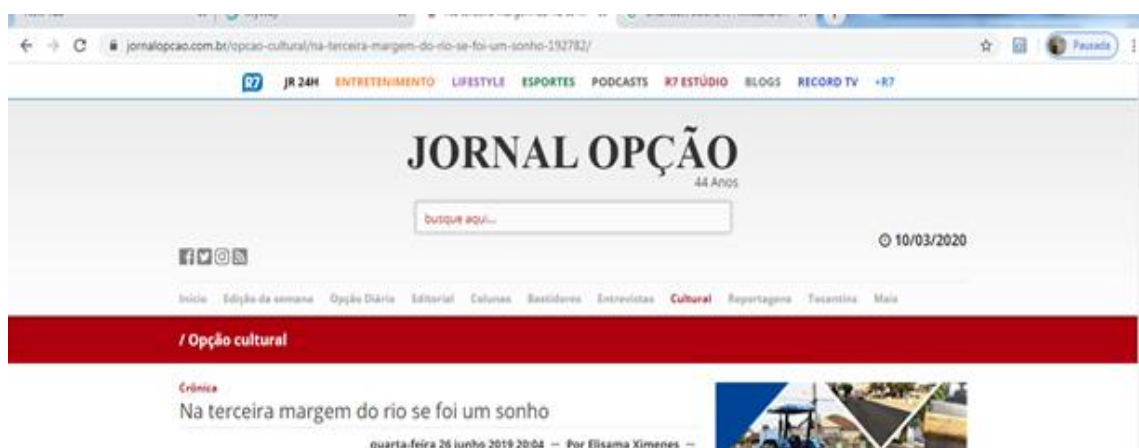 jornalopcao.com.br/opcao-cultural/na-terceira-margem-do-rio-se-foi-um-sonho-192782/
Pausada
R7 JR 24H ENTRETENIMENTO LIFESTYLE ESPORTES PODCASTS R7 ESTÚDIO BLOGS RECORD TV +R7
JORNAL OPÇÃO
44 Anos
busque aqui...
10/03/2020
Início Edição da semana Opção Diária Editorial Colunas Bastidores Entrevistas Cultural Reportagens Tocantins Mais
/ Opção cultural
Crônica
Na terceira margem do rio se foi um sonho
quarta-feira 26 junho 2019 20:04 — Por Elisama Ximenes —